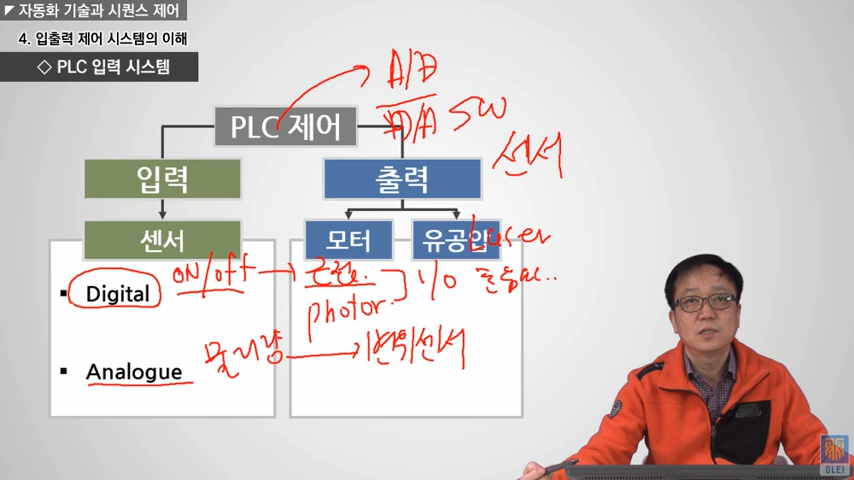 ◤ 자동화 기술과 시퀀스 제어
4. 입출력 제어 시스템의 이해
◇ PLC 입력 시스템
A/D
D/A SW
PLC 제어
센서
입력
출력
센서
모터
유공압
Laser
ON/off
I/O
▪ Digital
photor.
물리량
변위센서
▪ Analogue
OLEI